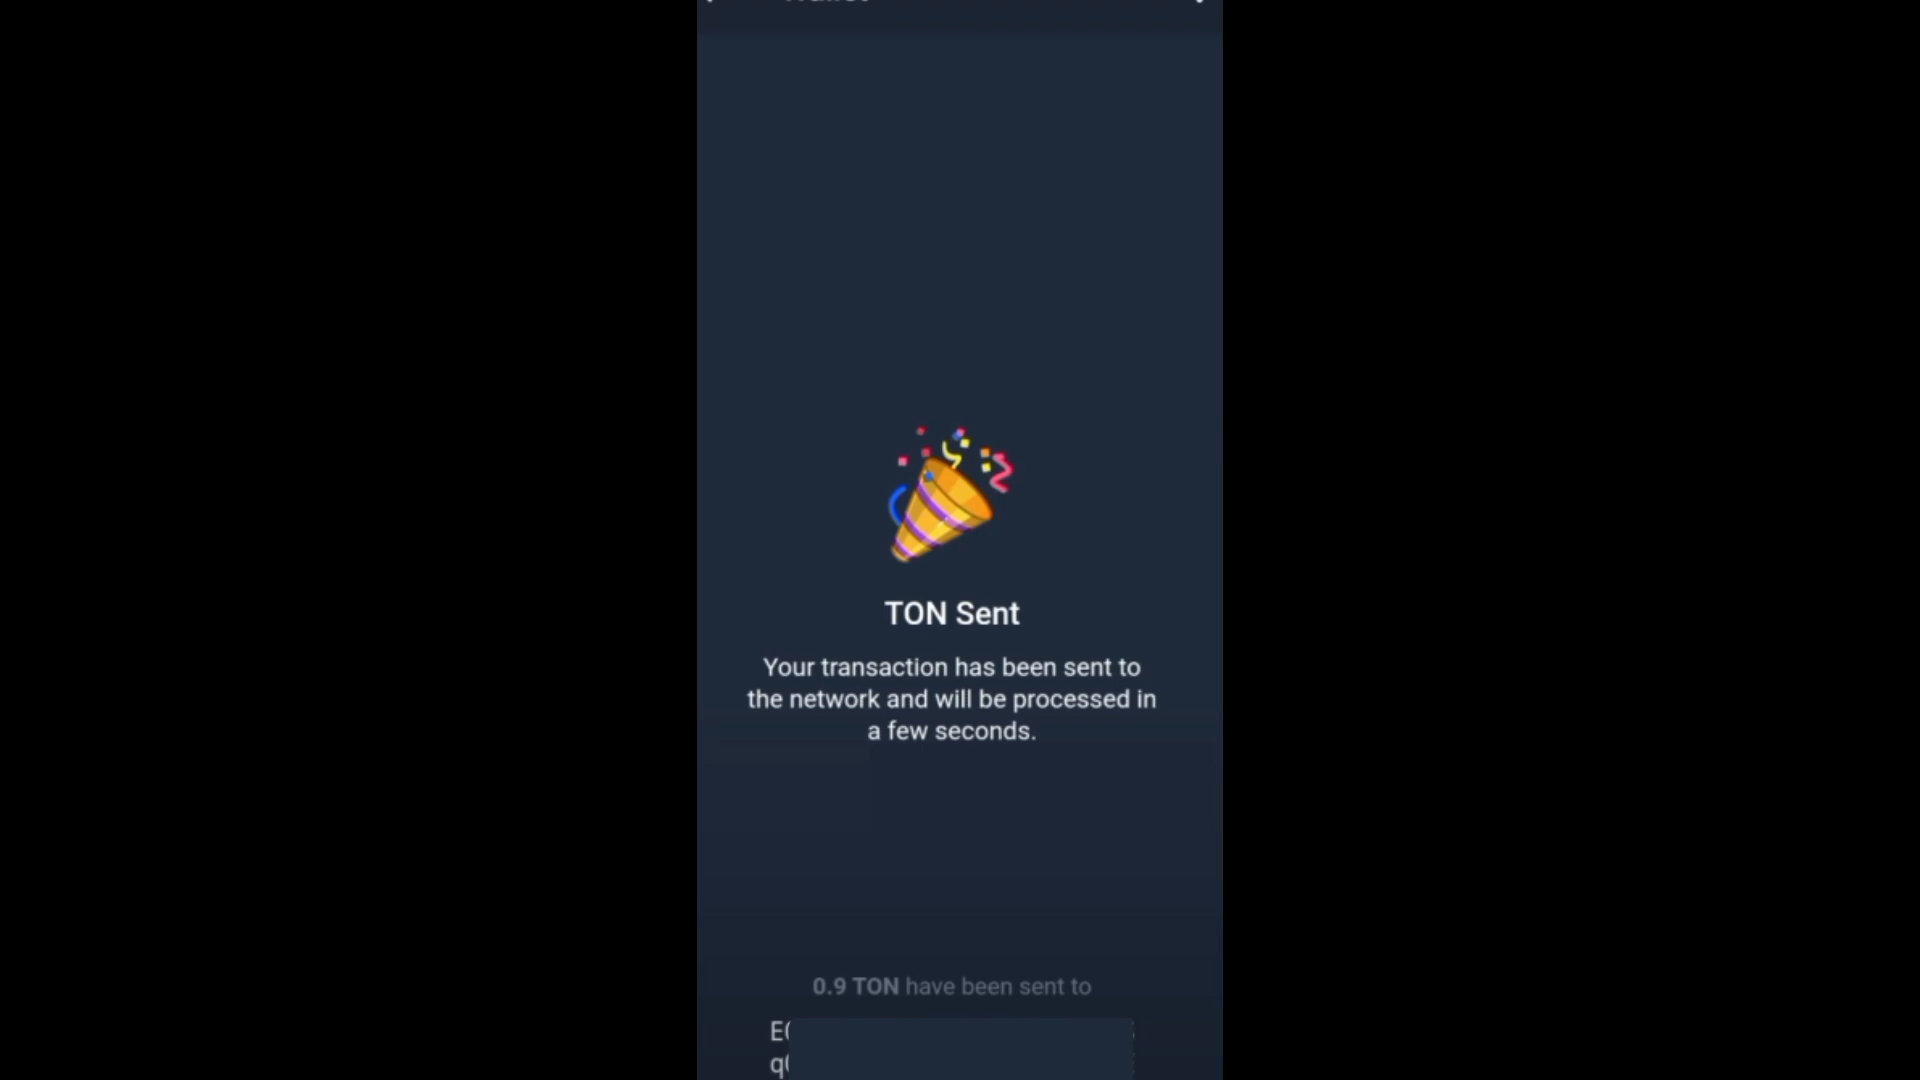 TON Sent
Your transaction has been sent to
the network and will be processed in
a few seconds.
0.9 TON have been sent to